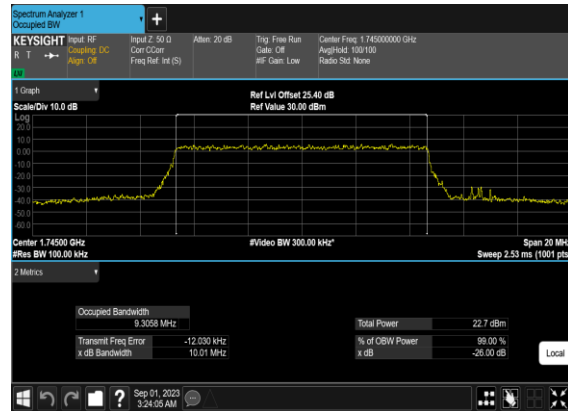 Spectrum Analyzer 1
Occupied BW
+
KEYSIGHT Input: RF Input Z: 50 Ω Atten: 20 dB Trig: Free Run Center Freq: 1.745000000 GHz
R T Coupling: DC Corr CCorr Gate: Off Avg|Hold: 100/100
Align: Off Freq Ref: Int (S) #IF Gain: Low Radio Std: None
1 Graph
Ref Lvl Offset 25.40 dB
Scale/Div 10.0 dB Ref Value 30.00 dBm
Log
20.0
10.0
0.00
-10.0
-20.0
-30.0
-40.0
-50.0
-60.0
Center 1.74500 GHz #Video BW 300.00 kHz* Span 20 MHz
#Res BW 100.00 kHz Sweep 2.53 ms (1001 pts
2 Metrics
Occupied Bandwidth
9.3058 MHz Total Power 22.7 dBm
Transmit Freq Error -12.030 kHz % of OBW Power 99.00 %
x dB Bandwidth 10.01 MHz x dB -26.00 dB
Local
? Sep 01, 2023
3:24:05 AM